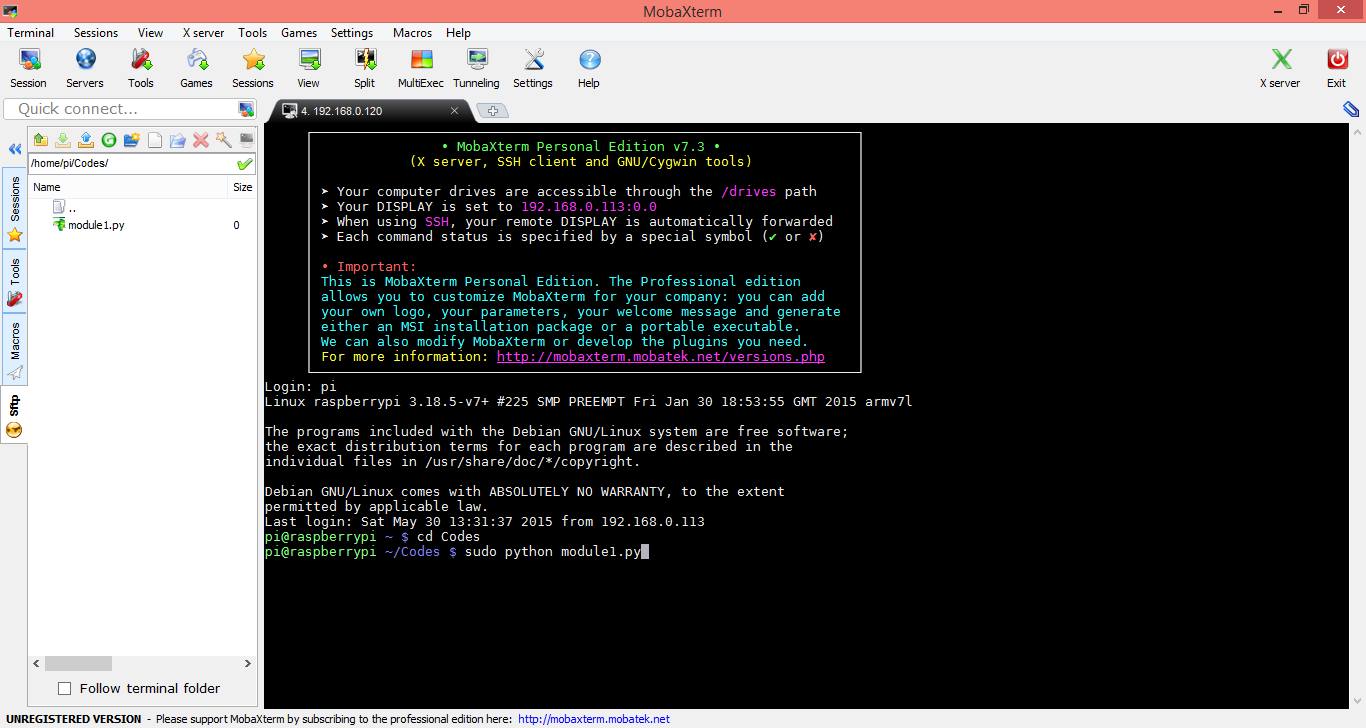 MobaXterm
Terminal Sessions View X server Tools Games Settings Macros Help
Session Servers Tools Games Sessions View Split MultiExec Tunneling Settings Help X server Exit
Quick connect...
4. 192.168.0.120
/home/pi/Codes/
Name Size
..
module1.py 0
Sessions
Tools
Macros
Sftp
Follow terminal folder
• MobaXterm Personal Edition v7.3 •
(X server, SSH client and GNU/Cygwin tools)
➤ Your computer drives are accessible through the /drives path
➤ Your DISPLAY is set to 192.168.0.113:0.0
➤ When using SSH, your remote DISPLAY is automatically forwarded
➤ Each command status is specified by a special symbol (✔ or ✘)
• Important:
This is MobaXterm Personal Edition. The Professional edition
allows you to customize MobaXterm for your company: you can add
your own logo, your parameters, your welcome message and generate
either an MSI installation package or a portable executable.
We can also modify MobaXterm or develop the plugins you need.
For more information: http://mobaxterm.mobatek.net/versions.php
Login: pi
Linux raspberrypi 3.18.5-v7+ #225 SMP PREEMPT Fri Jan 30 18:53:55 GMT 2015 armv7l
The programs included with the Debian GNU/Linux system are free software;
the exact distribution terms for each program are described in the
individual files in /usr/share/doc/*/copyright.
Debian GNU/Linux comes with ABSOLUTELY NO WARRANTY, to the extent
permitted by applicable law.
Last login: Sat May 30 13:31:37 2015 from 192.168.0.113
pi@raspberrypi ~ $ cd Codes
pi@raspberrypi ~/Codes $ sudo python module1.py
UNREGISTERED VERSION - Please support MobaXterm by subscribing to the professional edition here: http://mobaxterm.mobatek.net